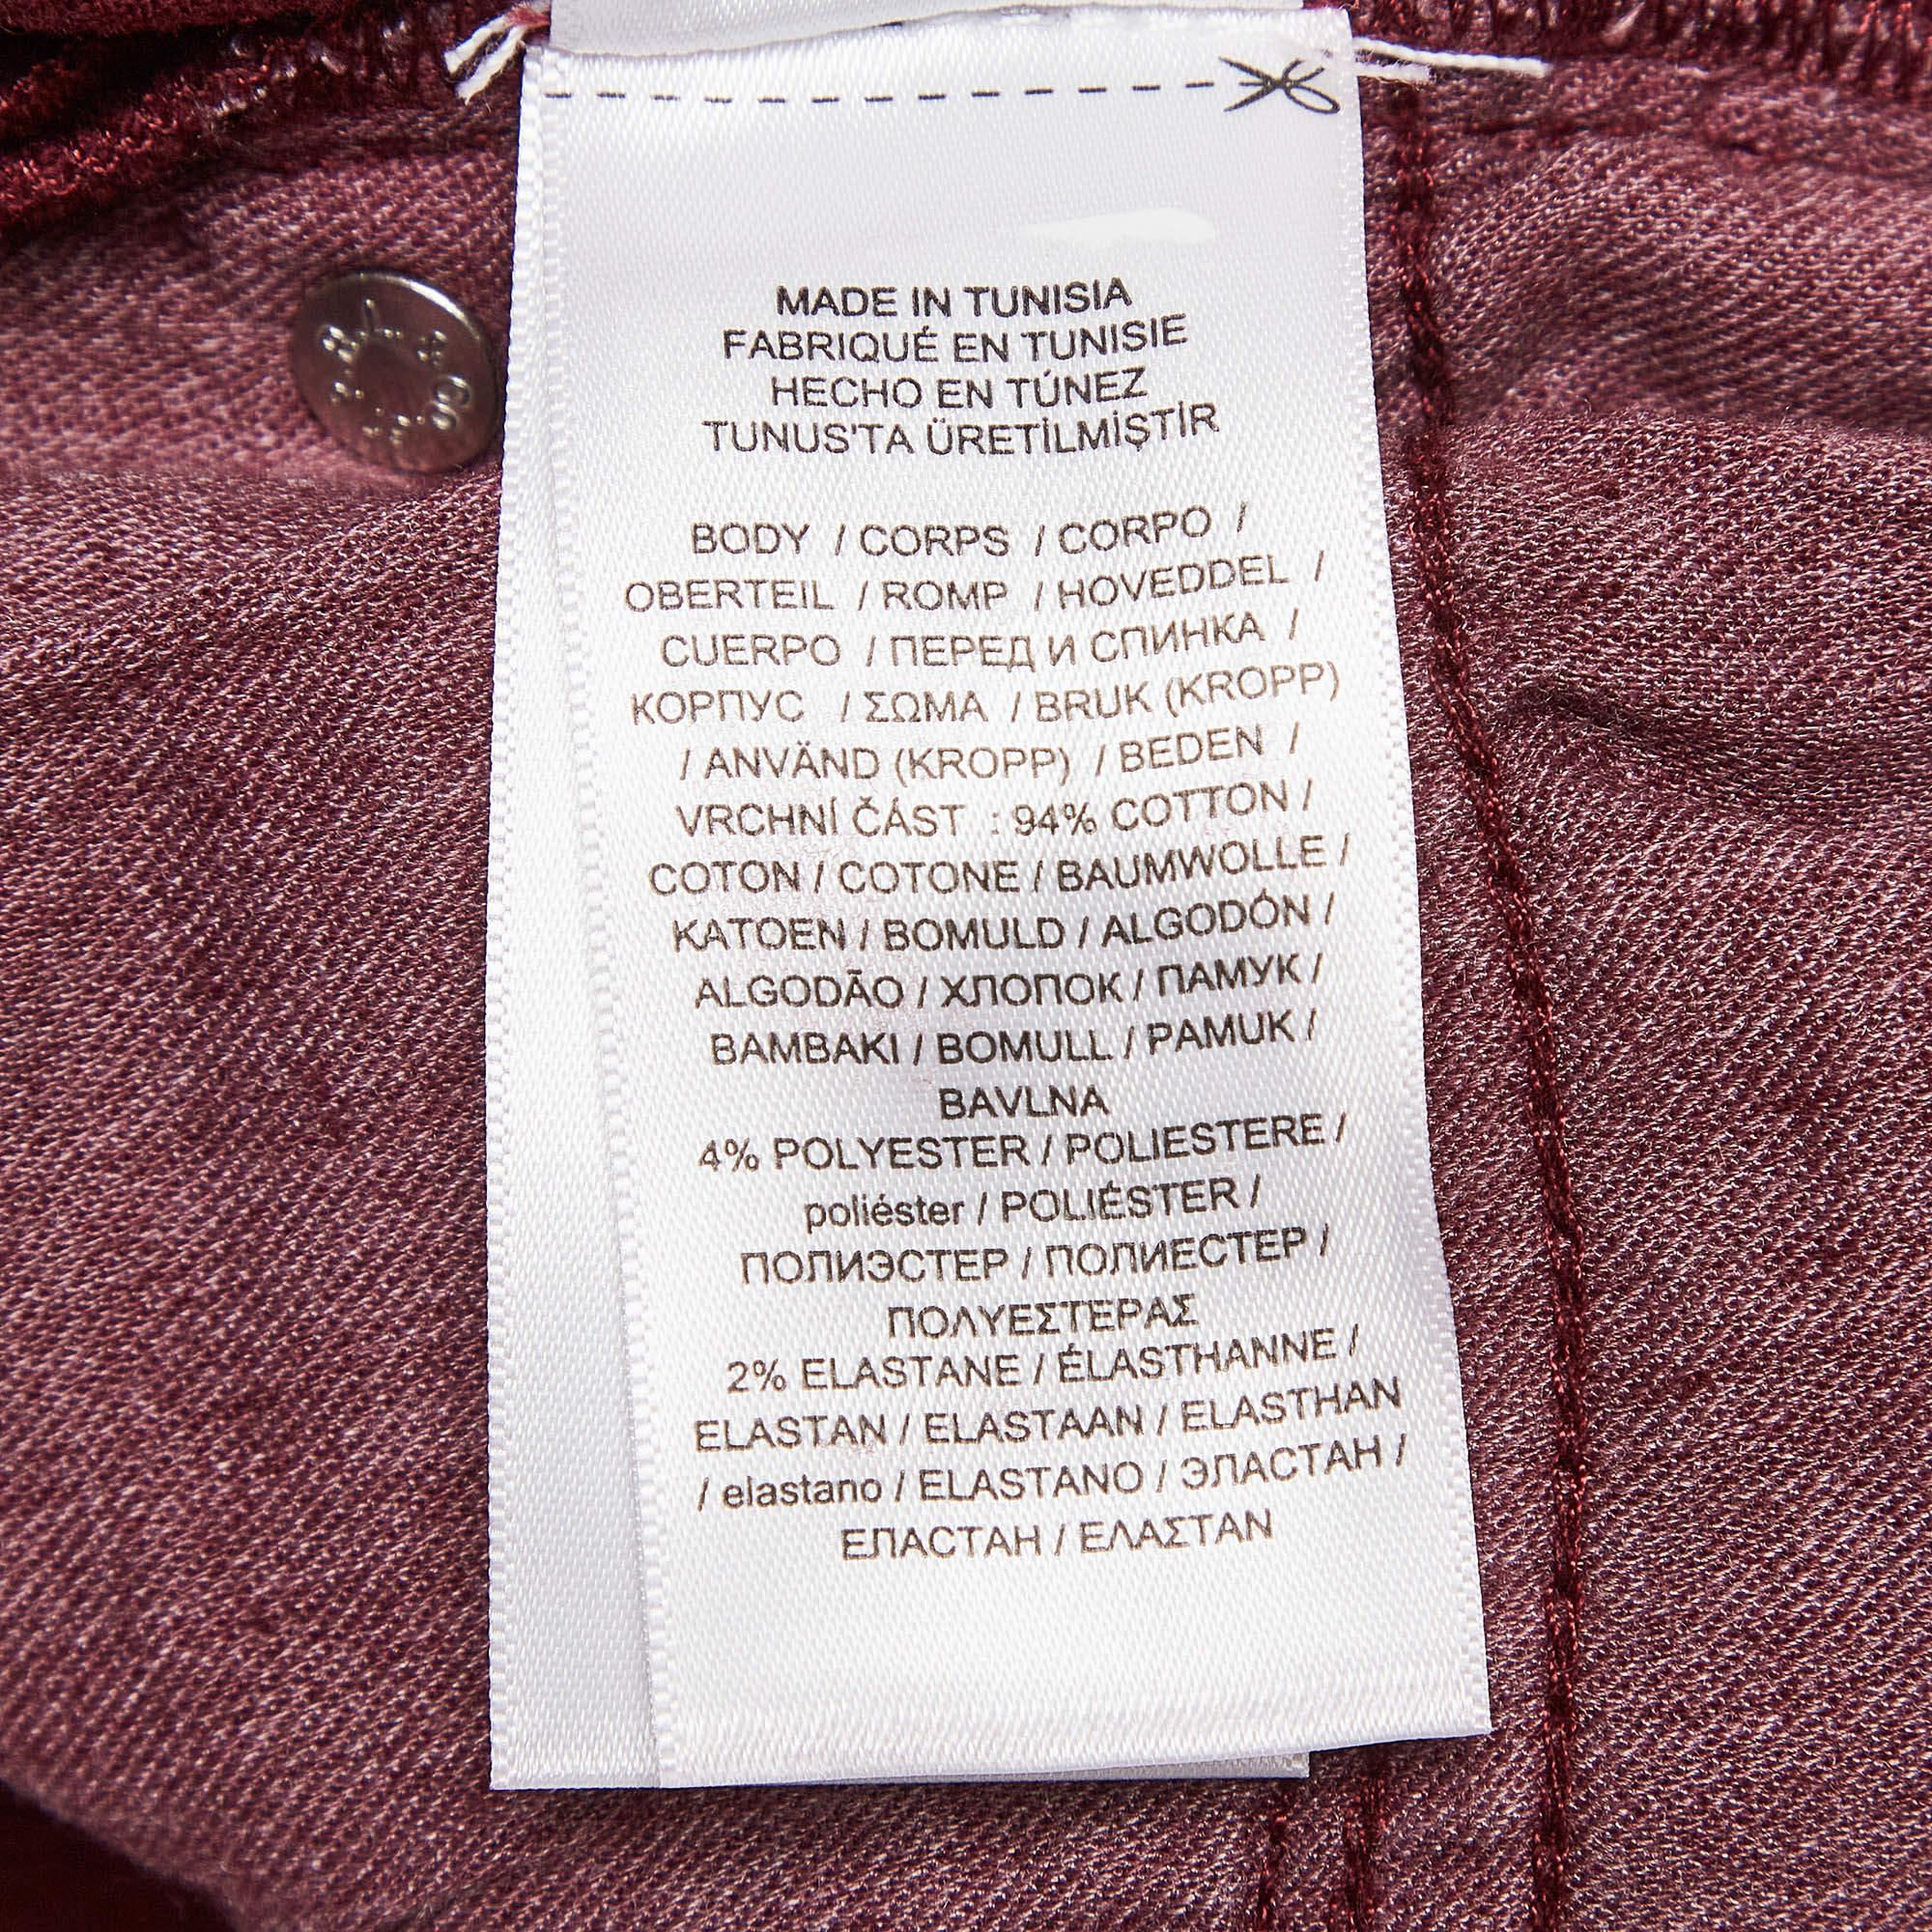 MADE IN TUNISIA
FABRIQUÉ EN TUNISIE
HECHO EN TÚNEZ
TUNUS'TA ÜRETİLMİŞTİR
BODY / CORPS / CORPO /
OBERTEIL / ROMP / HOVEDDEL /
CUERPO / ПЕРЕД И СПИНКА /
КОРПУС / ΣΩΜΑ / BRUK (KROPP)
/ ANVÄND (KROPP) / BEDEN /
VRCHNÍ ČÁST : 94% COTTON /
COTON / COTONE / BAUMWOLLE /
KATOEN / BOMULD / ALGODÓN /
ALGODÃO / ХЛОПОК / ПАМУК /
BAMBAKI / BOMULL / PAMUK /
BAVLNA
4% POLYESTER / POLIESTERE /
poliéster / POLIÉSTER /
ПОЛИЭСТЕР / ПОЛИЕСТЕР /
ΠΟΛΥΕΣΤΕΡΑΣ
2% ELASTANE / ÉLASTHANNE /
ELASTAN / ELASTAAN / ELASTHAN
/ elastano / ELASTANO / ЭЛАСТАН /
ЕЛАСТАН / ΕΛΑΣΤΑΝ